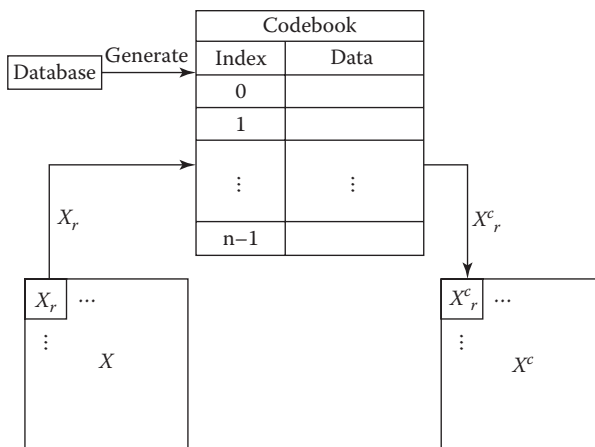 Codebook
Generate
Index Data
Database
0
1
⋮ ⋮
X_r
X^c_r
n–1
X_r ...
⋮
X
X^c_r ...
⋮
X^c